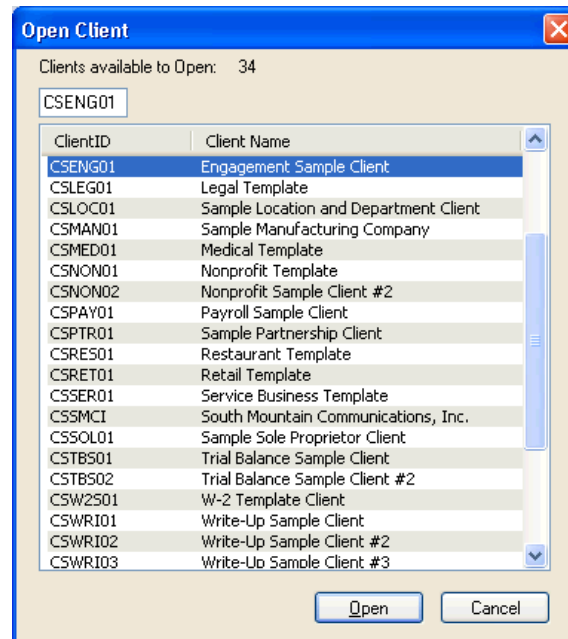 Open Client
Clients available to Open: 34
CSENG01
ClientID Client Name
CSENG01 Engagement Sample Client
CSLEG01 Legal Template
CSLOC01 Sample Location and Department Client
CSMAN01 Sample Manufacturing Company
CSMED01 Medical Template
CSNON01 Nonprofit Template
CSNON02 Nonprofit Sample Client #2
CSPAY01 Payroll Sample Client
CSPTR01 Sample Partnership Client
CSRES01 Restaurant Template
CSRET01 Retail Template
CSSER01 Service Business Template
CSSMCI South Mountain Communications, Inc.
CSSOL01 Sample Sole Proprietor Client
CSTBS01 Trial Balance Sample Client
CSTBS02 Trial Balance Sample Client #2
CSW2S01 W-2 Template Client
CSWRI01 Write-Up Sample Client
CSWRI02 Write-Up Sample Client #2
CSWRI03 Write-Up Sample Client #3
Open Cancel